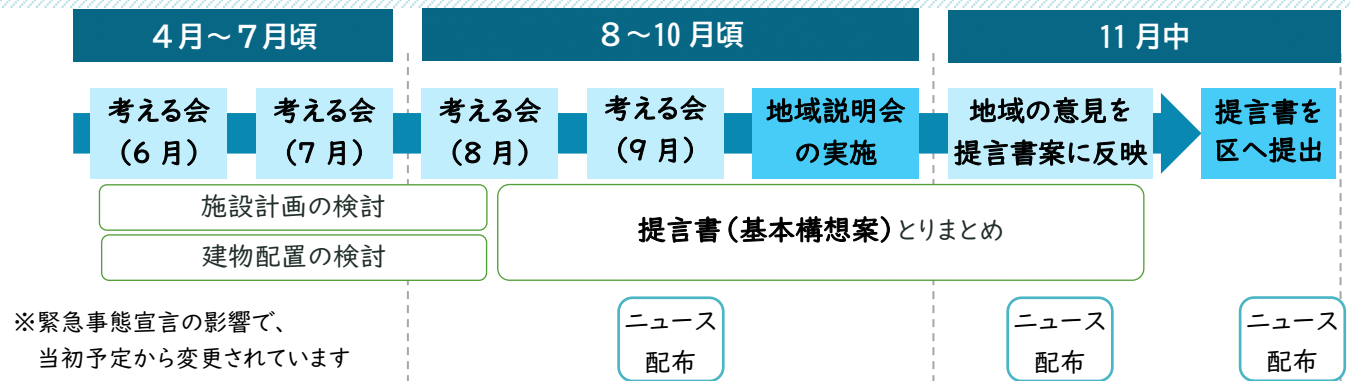 4月～7月頃
8～10月頃
11月中
考える会
(6月)
考える会
(7月)
考える会
(8月)
考える会
(9月)
地域説明会
の実施
地域の意見を
提言書案に反映
提言書を
区へ提出
施設計画の検討
建物配置の検討
提言書(基本構想案)とりまとめ
※緊急事態宣言の影響で、
当初予定から変更されています
ニュース
配布
ニュース
配布
ニュース
配布